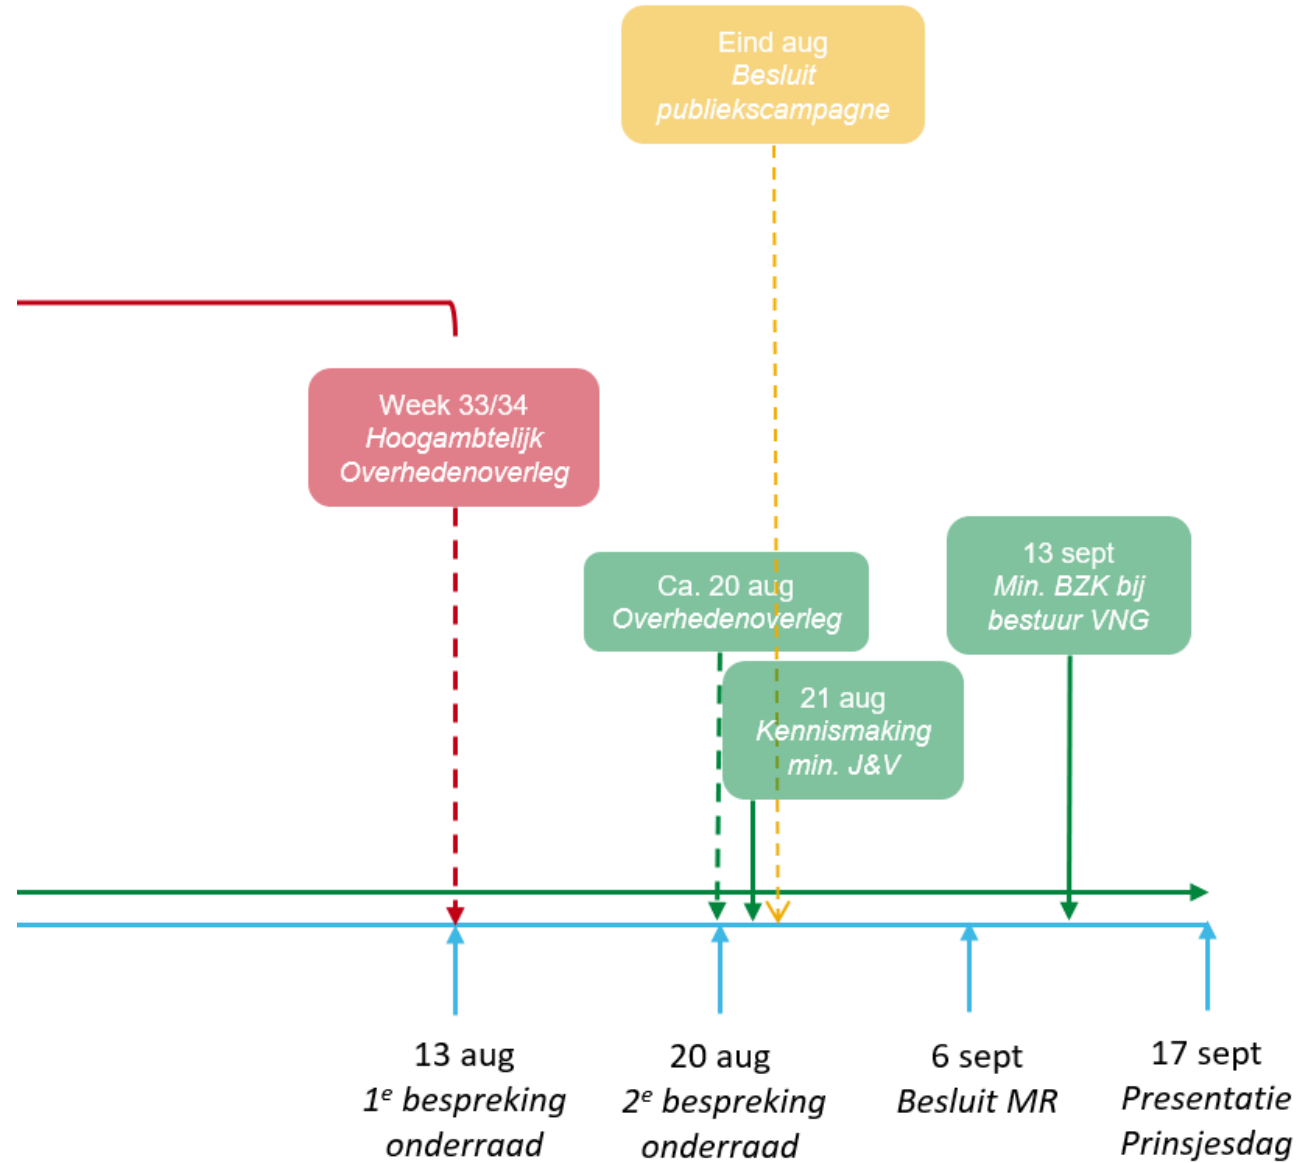 Eind aug
Besluit
publiekscampagne
Week 33/34
Hoogambtelijk
Overhedenoverleg
Ca. 20 aug
Overhedenoverleg
13 sept
Min. BZK bij
bestuur VNG
21 aug
Kennismaking
min. J&V
13 aug
1e bespreking
onderraad
20 aug
2e bespreking
onderraad
6 sept
Besluit MR
17 sept
Presentatie
Prinsjesdag